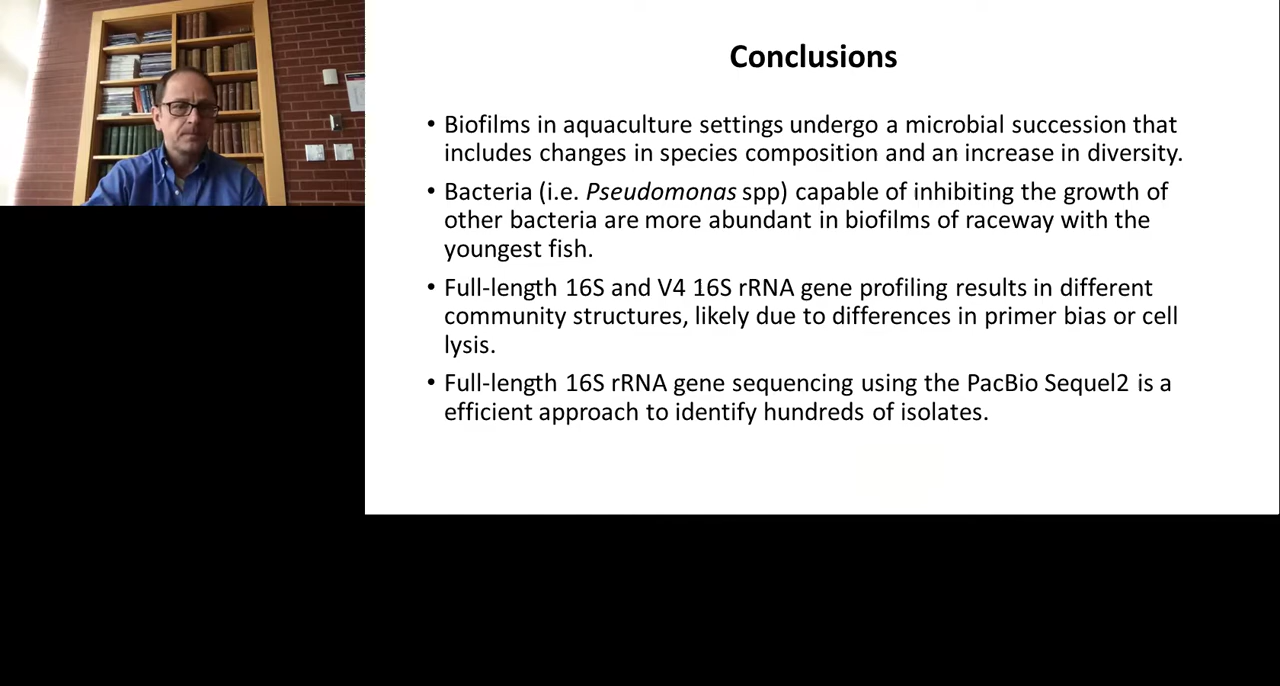 Conclusions
• Biofilms in aquaculture settings undergo a microbial succession that
includes changes in species composition and an increase in diversity.
• Bacteria (i.e. Pseudomonas spp) capable of inhibiting the growth of
other bacteria are more abundant in biofilms of raceway with the
youngest fish.
• Full-length 16S and V4 16S rRNA gene profiling results in different
community structures, likely due to differences in primer bias or cell
lysis.
• Full-length 16S rRNA gene sequencing using the PacBio Sequel2 is a
efficient approach to identify hundreds of isolates.